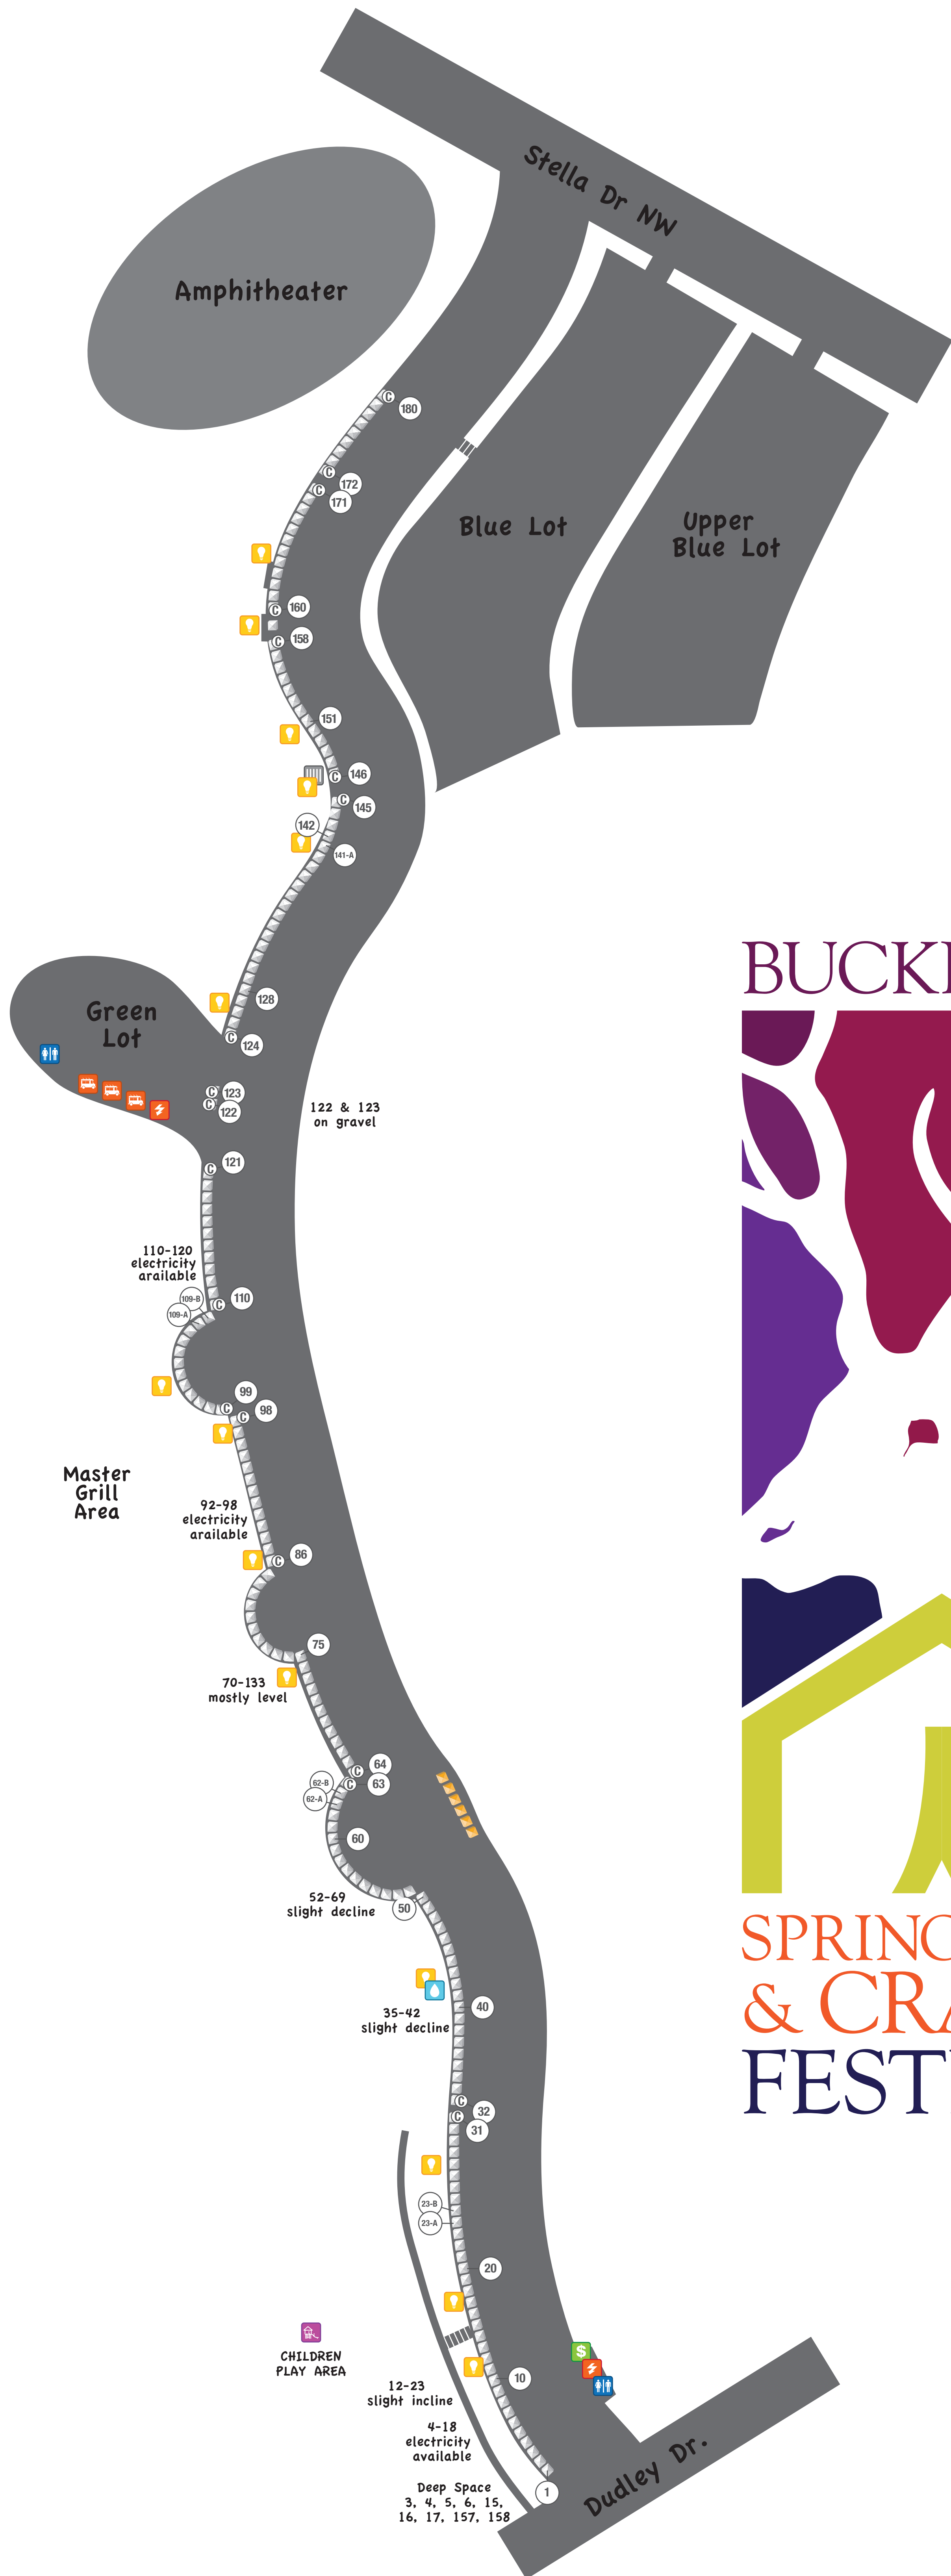 Stella Dr NW
Amphitheater
C
180
C
172
C
171
Blue Lot
Upper
Blue Lot
C
160
C
158
151
C
146
C
145
142
141-A
BUCK
Green
Lot
128
C
124
C
123
C
122
122 & 123
on gravel
C
121
110-120
electricity
arailable
109-B
109-A
C
110
99
C
98
C
Master
Grill
Area
92-98
electricity
arailable
C
86
75
70-133
mostly level
C
64
62-B
C
63
62-A
60
52-69
slight decline
50
SPRING
& CRA
FEST
35-42
slight decline
40
C
32
C
31
23-B
23-A
20
CHILDREN
PLAY AREA
$
10
12-23
slight incline
4-18
electricity
available
Deep Space
3, 4, 5, 6, 15,
16, 17, 157, 158
1
Dudley Dr.